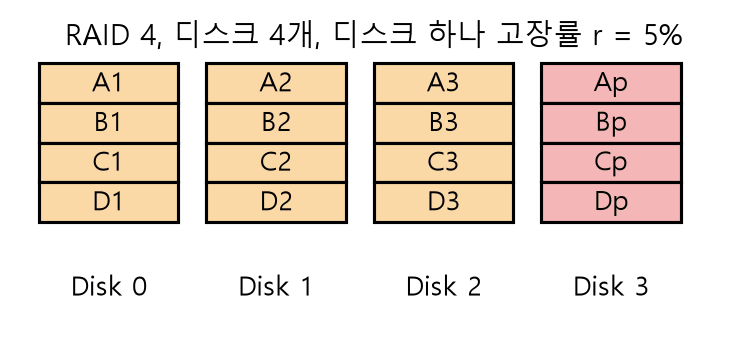 RAID 4, 디스크 4개, 디스크 하나 고장률 r = 5%
A1 A2 A3 Ap
B1 B2 B3 Bp
C1 C2 C3 Cp
D1 D2 D3 Dp
Disk 0 Disk 1 Disk 2 Disk 3